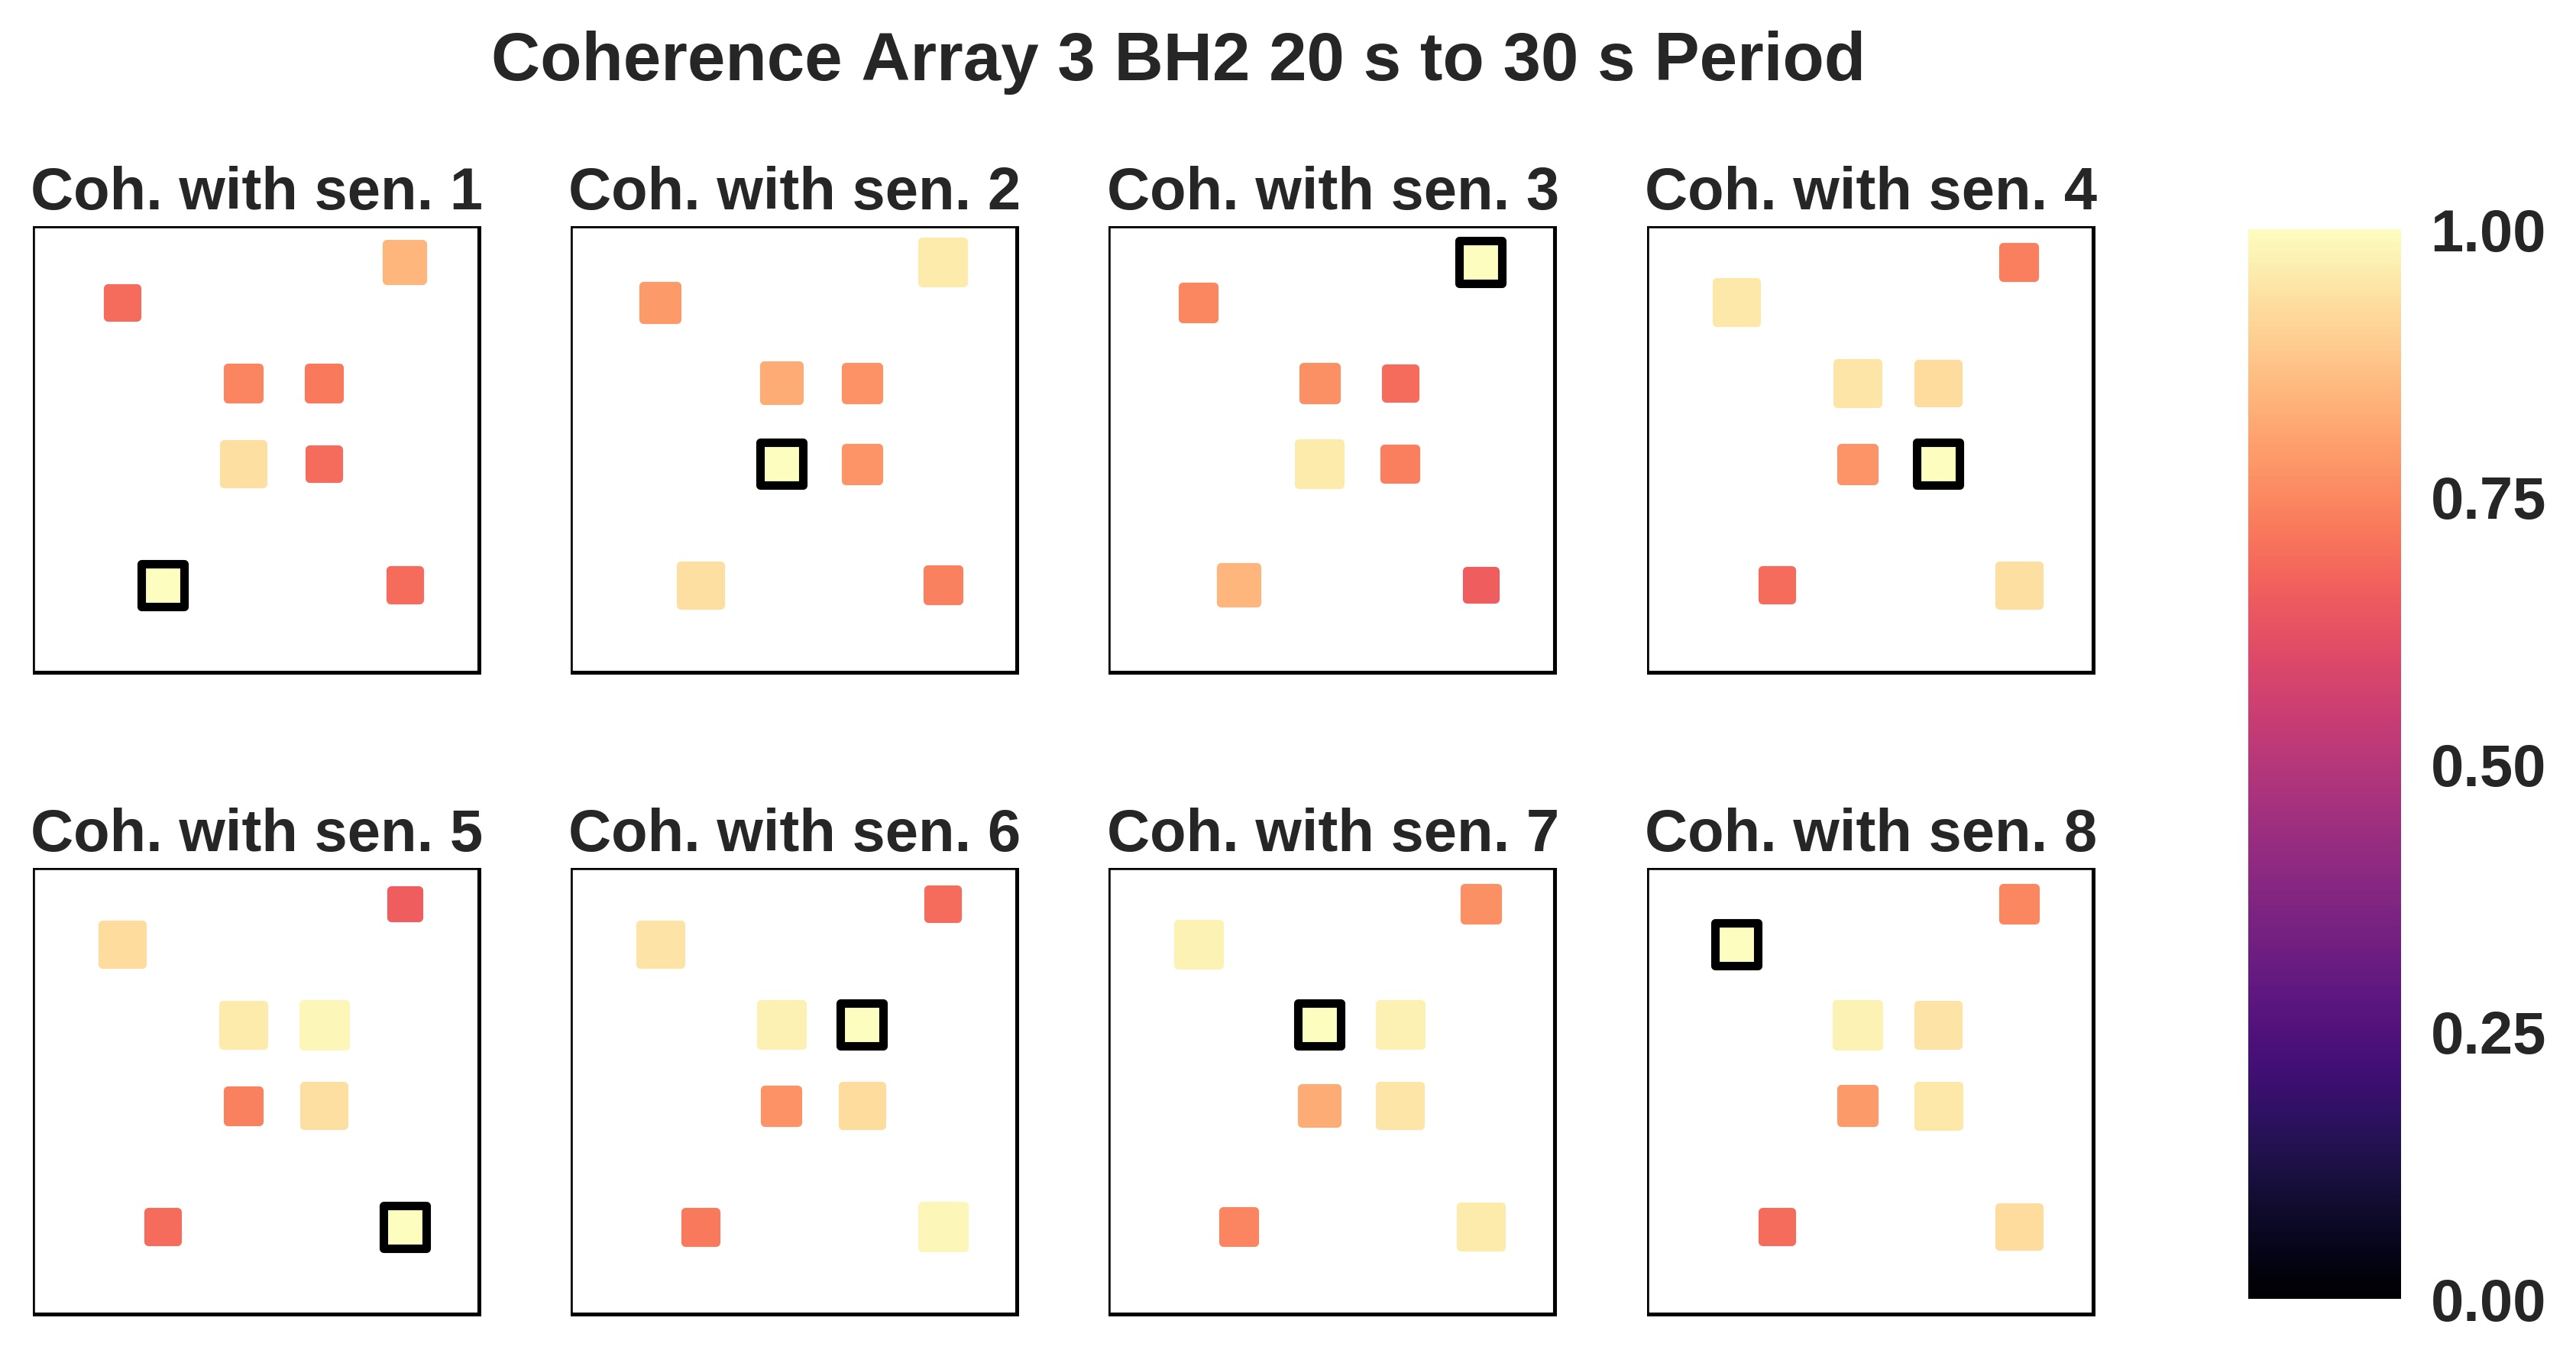 Coherence Array 3 BH2 20 s to 30 s Period
Coh. with sen. 1
Coh. with sen. 2
Coh. with sen. 3
Coh. with sen. 4
1.00
0.75
0.50
0.25
0.00
Coh. with sen. 5
Coh. with sen. 6
Coh. with sen. 7
Coh. with sen. 8